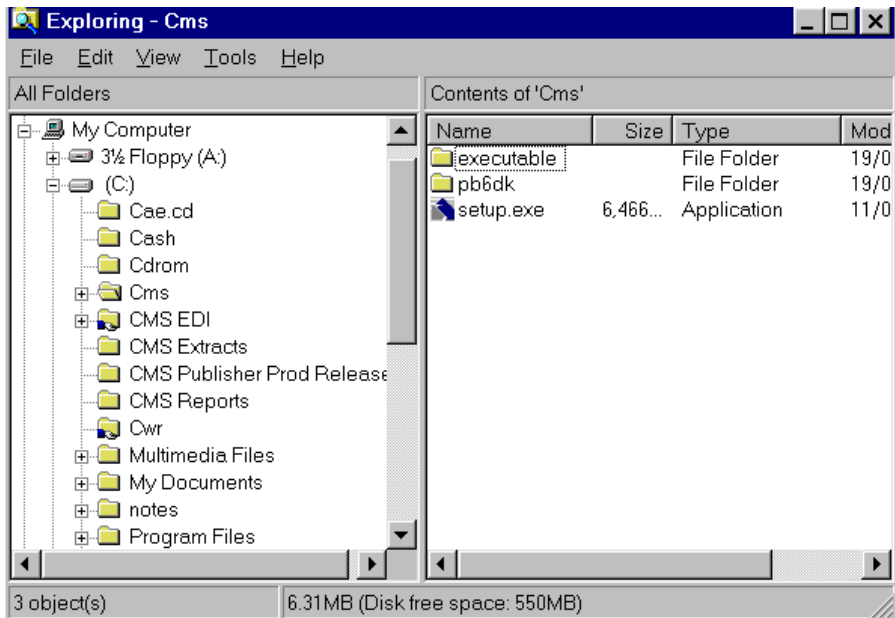 Exploring - Cms
File Edit View Tools Help
All Folders
Contents of 'Cms'
My Computer
3½ Floppy (A:)
(C:)
Cae.cd
Cash
Cdrom
Cms
CMS EDI
CMS Extracts
CMS Publisher Prod Release
CMS Reports
Cwr
Multimedia Files
My Documents
notes
Program Files
Name Size Type Mod
executable File Folder 19/0
pb6dk File Folder 19/0
setup.exe 6,466... Application 11/0
3 object(s)
6.31MB (Disk free space: 550MB)